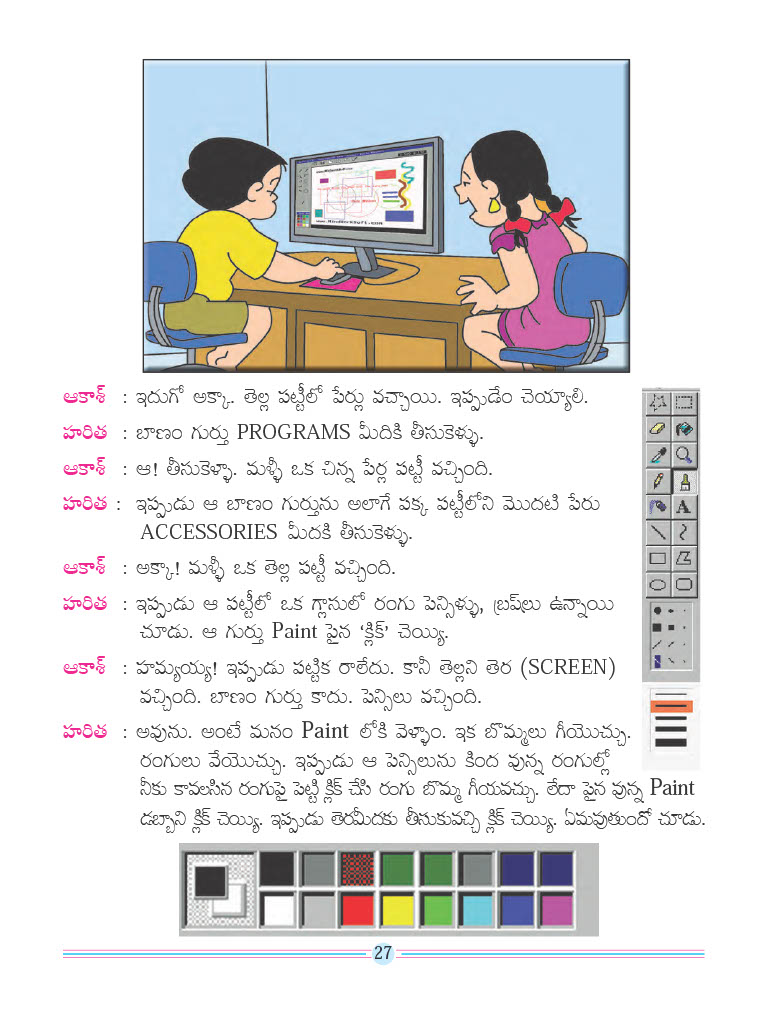 ఆకాశ్ : ఇదుగో అక్కా. తెల్ల పట్టీలో పేర్లు వచ్చాయి. ఇప్పుడేం చెయ్యాలి.
హరిత : బాణం గుర్తు PROGRAMS మీదికి తీసుకెళ్ళు.
ఆకాశ్ : ఆ! తీసుకెళ్ళా. మళ్ళీ ఒక చిన్న పేర్ల పట్టీ వచ్చింది.
హరిత : ఇప్పుడు ఆ బాణం గుర్తును అలాగే పక్క పట్టీలోని మొదటి పేరు
ACCESSORIES మీదకి తీసుకెళ్ళు.
ఆకాశ్ : అక్కా! మళ్ళీ ఒక తెల్ల పట్టీ వచ్చింది.
హరిత : ఇప్పుడు ఆ పట్టీలో ఒక గ్లాసులో రంగు పెన్సిళ్ళు, బ్రష్‌లు ఉన్నాయి
చూడు. ఆ గుర్తు Paint పైన ‘క్లిక్’ చెయ్యి.
ఆకాశ్ : హమ్మయ్య! ఇప్పుడు పట్టిక రాలేదు. కానీ తెల్లని తెర (SCREEN)
వచ్చింది. బాణం గుర్తు కాదు. పెన్సిలు వచ్చింది.
హరిత : అవును. అంటే మనం Paint లోకి వెళ్ళాం. ఇక బొమ్మలు గీయొచ్చు.
రంగులు వేయొచ్చు. ఇప్పుడు ఆ పెన్సిలును కింద వున్న రంగుల్లో
నీకు కావలసిన రంగుపై పెట్టి క్లిక్ చేసి రంగు బొమ్మ గీయవచ్చు. లేదా పైన వున్న Paint
డబ్బాని క్లిక్ చెయ్యి. ఇప్పుడు తెరమీదకు తీసుకువచ్చి క్లిక్ చెయ్యి. ఏమవుతుందో చూడు.
A
27